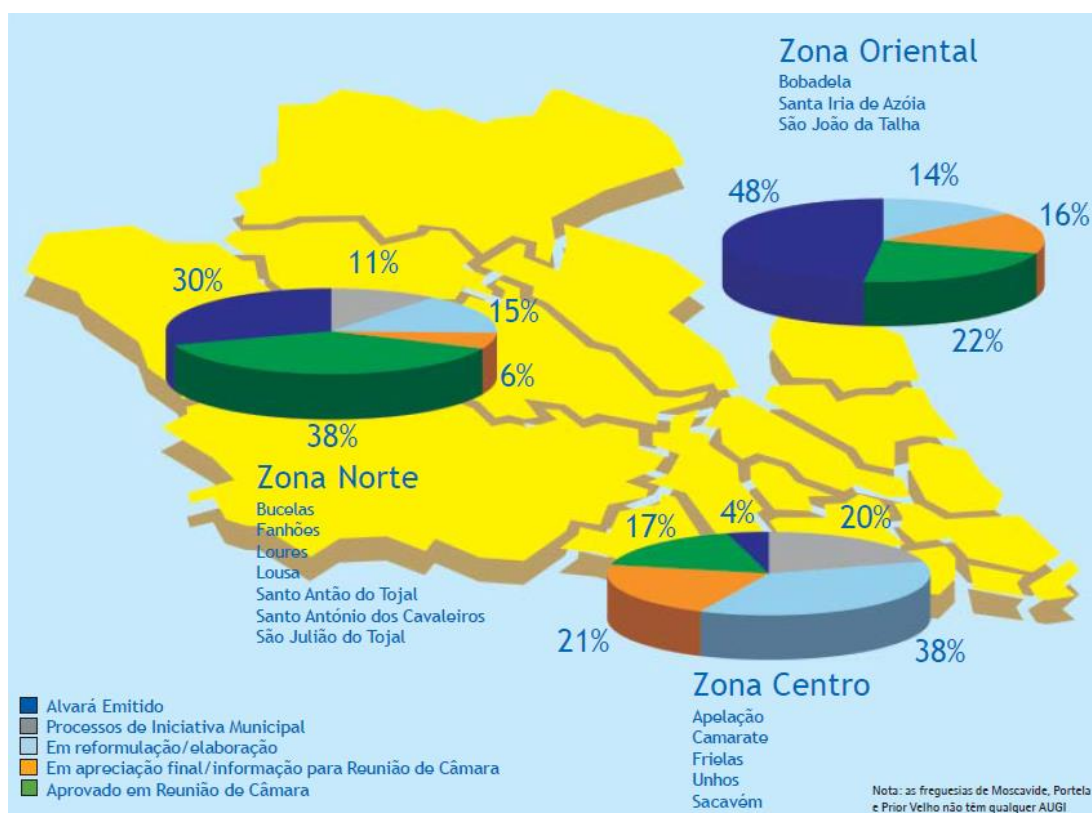 Zona Oriental
Bobadela
Santa Iria de Azóia
São João da Talha
48%
14%
16%
22%
30%
11%
15%
6%
38%
Zona Norte
Bucelas
Fanhões
Loures
Lousa
Santo Antão do Tojal
Santo António dos Cavaleiros
São Julião do Tojal
17%
4%
20%
21%
38%
Zona Centro
Apelação
Camarate
Frielas
Unhos
Sacavém
Alvará Emitido
Processos de Iniciativa Municipal
Em reformulação/elaboração
Em apreciação final/informação para Reunião de Câmara
Aprovado em Reunião de Câmara
Nota: as freguesias de Moscavide, Portela
e Prior Velho não têm qualquer AUGI